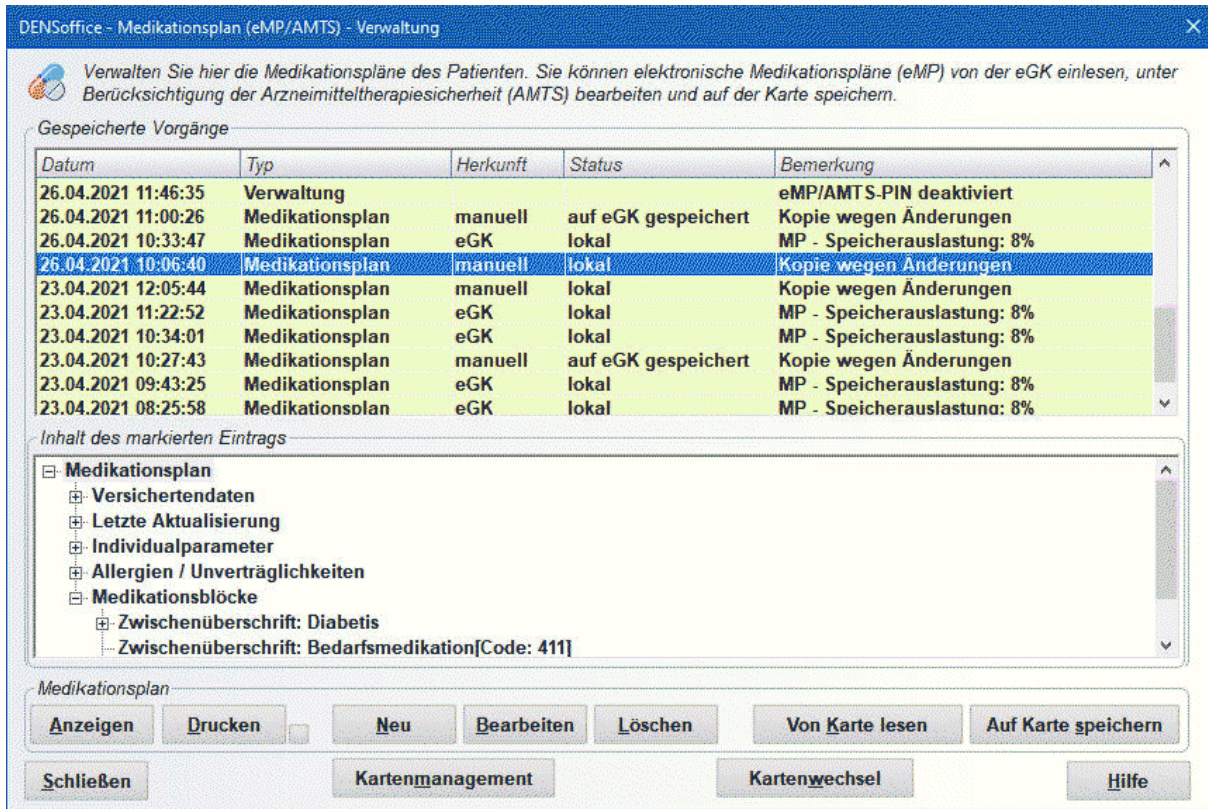 DENSoffice - Medikationsplan (eMP/AMTS) - Verwaltung
Verwalten Sie hier die Medikationspläne des Patienten. Sie können elektronische Medikationspläne (eMP) von der eGK einlesen, unter
Berücksichtigung der Arzneimitteltherapiesicherheit (AMTS) bearbeiten und auf der Karte speichern.
Gespeicherte Vorgänge
Datum Typ Herkunft Status Bemerkung
26.04.2021 11:46:35 Verwaltung eMP/AMTS-PIN deaktiviert
26.04.2021 11:00:26 Medikationsplan manuell auf eGK gespeichert Kopie wegen Änderungen
26.04.2021 10:33:47 Medikationsplan eGK lokal MP - Speicherauslastung: 8%
26.04.2021 10:06:40 Medikationsplan manuell lokal Kopie wegen Änderungen
23.04.2021 12:05:44 Medikationsplan manuell lokal Kopie wegen Änderungen
23.04.2021 11:22:52 Medikationsplan eGK lokal MP - Speicherauslastung: 8%
23.04.2021 10:34:01 Medikationsplan eGK lokal MP - Speicherauslastung: 8%
23.04.2021 10:27:43 Medikationsplan manuell auf eGK gespeichert Kopie wegen Änderungen
23.04.2021 09:43:25 Medikationsplan eGK lokal MP - Speicherauslastung: 8%
23.04.2021 08:25:58 Medikationsplan eGK lokal MP - Speicherauslastung: 8%
Inhalt des markierten Eintrags
Medikationsplan
Versichertendaten
Letzte Aktualisierung
Individualparameter
Allergien / Unverträglichkeiten
Medikationsblöcke
Zwischenüberschrift: Diabetis
Zwischenüberschrift: Bedarfsmedikation[Code: 411]
Medikationsplan
Anzeigen Drucken Neu Bearbeiten Löschen Von Karte lesen Auf Karte speichern
Schließen Kartenmanagement Kartenwechsel Hilfe